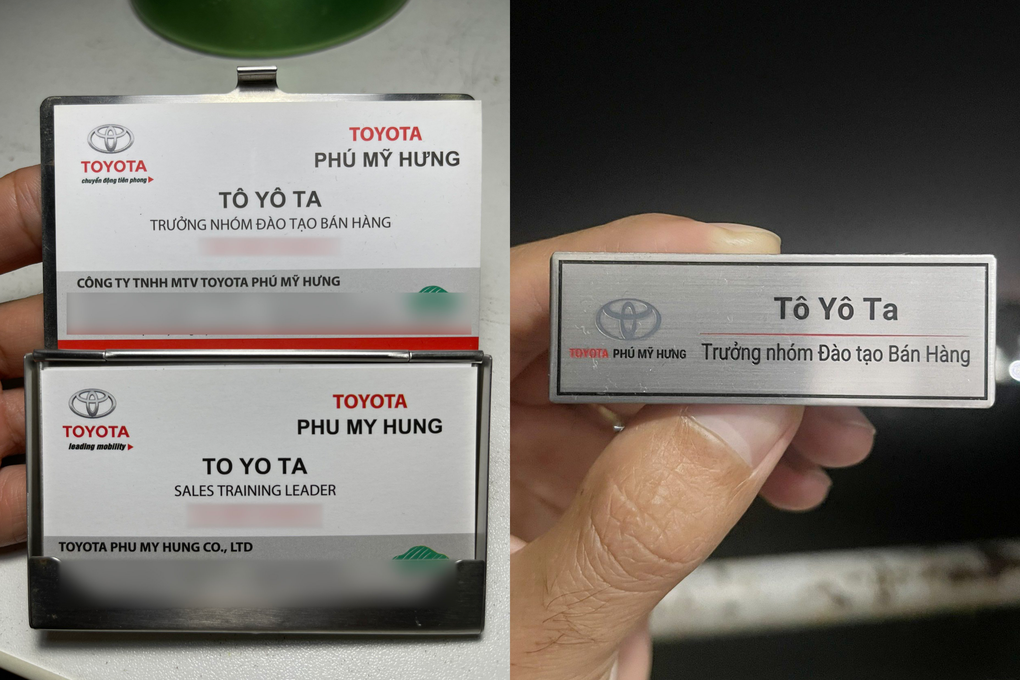 TOYOTA
chuyển động tiên phong
TOYOTA
PHÚ MỸ HƯNG
TÔ YÔ TA
TRƯỞNG NHÓM ĐÀO TẠO BÁN HÀNG
CÔNG TY TNHH MTV TOYOTA PHÚ MỸ HƯNG
TOYOTA
leading mobility
TOYOTA
PHU MY HUNG
TO YO TA
SALES TRAINING LEADER
TOYOTA PHU MY HUNG CO., LTD
TOYOTA PHÚ MỸ HƯNG
Tô Yô Ta
Trưởng nhóm Đào tạo Bán Hàng